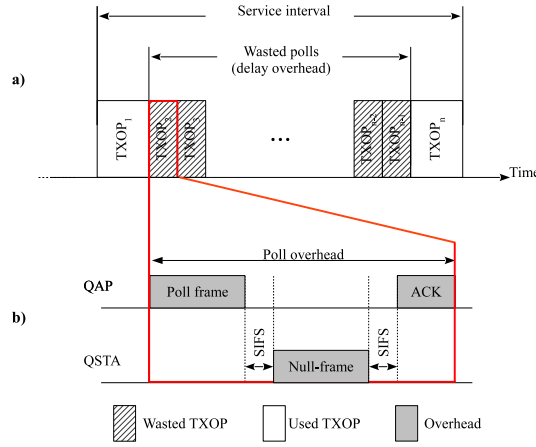 Service interval
Wasted polls
(delay overhead)
a)
TXOP1
TXOP2
TXOP3
...
TXOPn-2
TXOPn-1
TXOPn
Time
Poll overhead
QAP
Poll frame
ACK
b)
SIFS
SIFS
QSTA
Null-frame
Wasted TXOP
Used TXOP
Overhead